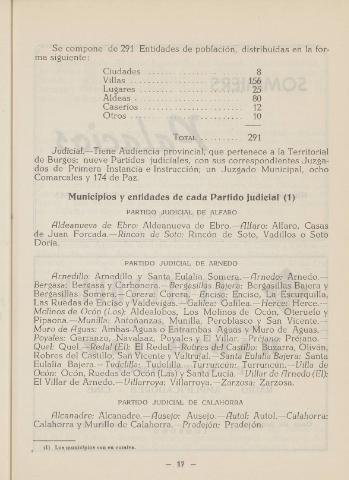 Se compone de 291 Entidades de población, distribuidas en la for-
ma siguiente:
Ciudades 8
Villas 156
Lugares 25
Aldeas 80
Caseríos 12
Otros 10
TOTAL 291
Judicial.—Tiene Audiencia provincial, que pertenece a la Territorial
de Burgos; nueve Partidos judiciales, con sus correspondientes Juzga-
dos de Primera Instancia e Instrucción; un Juzgado Municipal, ocho
Comarcales y 174 de Paz.
Municipios y entidades de cada Partido judicial (1)
PARTIDO JUDICIAL DE ALFARO
Aldeanueva de Ebro: Aldeanueva de Ebro.—Alfaro: Alfaro, Casas
de Juan Forcada.—Rincón de Soto: Rincón de Soto, Vadillos o Soto
Doria.
PARTIDO JUDICIAL DE ARNEDO
Arnedillo: Arnedillo y Santa Eulalia Somera.—Arnedo: Arnedo.—
Bergasa: Bergasa y Carbonera.—Bergasillas Bajera: Bergasillas Bajera y
Bergasillas Somera.—Corera: Corera.—Enciso: Enciso, La Escurquilla,
Las Ruedas de Enciso y Valdevigas.—Galilea: Galilea.—Herce: Herce.—
Molinos de Ocón (Los): Aldealobos, Los Molinos de Ocón, Oteruelo y
Pipaona.—Munilla: Antoñanzas, Munilla, Peroblasco y San Vicente.—
Muro de Aguas: Ambas Aguas o Entrambas Aguas y Muro de Aguas.—
Poyales: Garranzo, Navalsaz, Poyales y El Villar.—Préjano: Préjano.—
Quel: Quel.—Redal (El): El Redal.—Robres del Castillo: Buzarra, Oliván,
Robres del Castillo, San Vicente y Valtrujal.—Santa Eulalia Bajera: Santa
Eulalia Bajera.—Tudelilla: Tudelilla.—Turruncún: Turruncún.—Villa de
Ocón: Ocón, Ruedas de Ocón (Las) y Santa Lucía.—Villar de Arnedo (El):
El Villar de Arnedo.—Villarroya: Villarroya.—Zarzosa: Zarzosa.
PARTIDO JUDICIAL DE CALAHORRA
Alcanadre: Alcanadre.—Ausejo: Ausejo.—Autol: Autol.—Calahorra:
Calahorra y Murillo de Calahorra.—Pradejón: Pradejón.
(1) Los municipios van en cursiva.
— 17 —